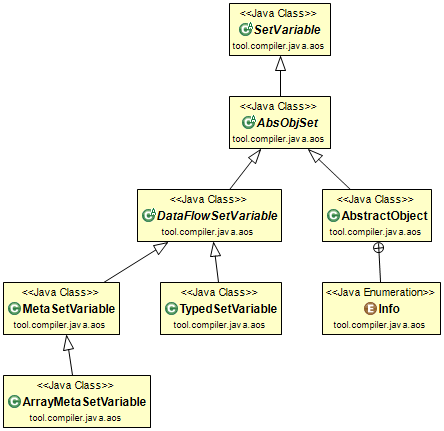 <<Java Class>>
SetVariable
tool.compiler.java.aos
<<Java Class>>
AbsObjSet
tool.compiler.java.aos
<<Java Class>>
DataFlowSetVariable
tool.compiler.java.aos
<<Java Class>>
AbstractObject
tool.compiler.java.aos
<<Java Class>>
MetaSetVariable
tool.compiler.java.aos
<<Java Class>>
TypedSetVariable
tool.compiler.java.aos
<<Java Enumeration>>
Info
tool.compiler.java.aos
<<Java Class>>
ArrayMetaSetVariable
tool.compiler.java.aos